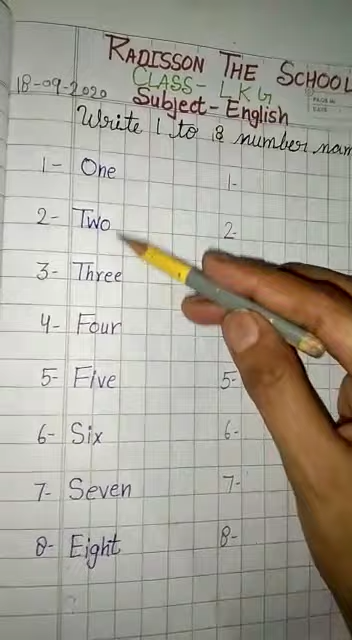 RADISSON THE SCHOOL
CLASS- LKG
18-09-2020
Subject- English
Write 1 to 8 number nam
1- One 1-
2- Two 2-
3- Three
4- Four
5- Five 5-
6- Six 6-
7- Seven 7-
8- Eight 8-